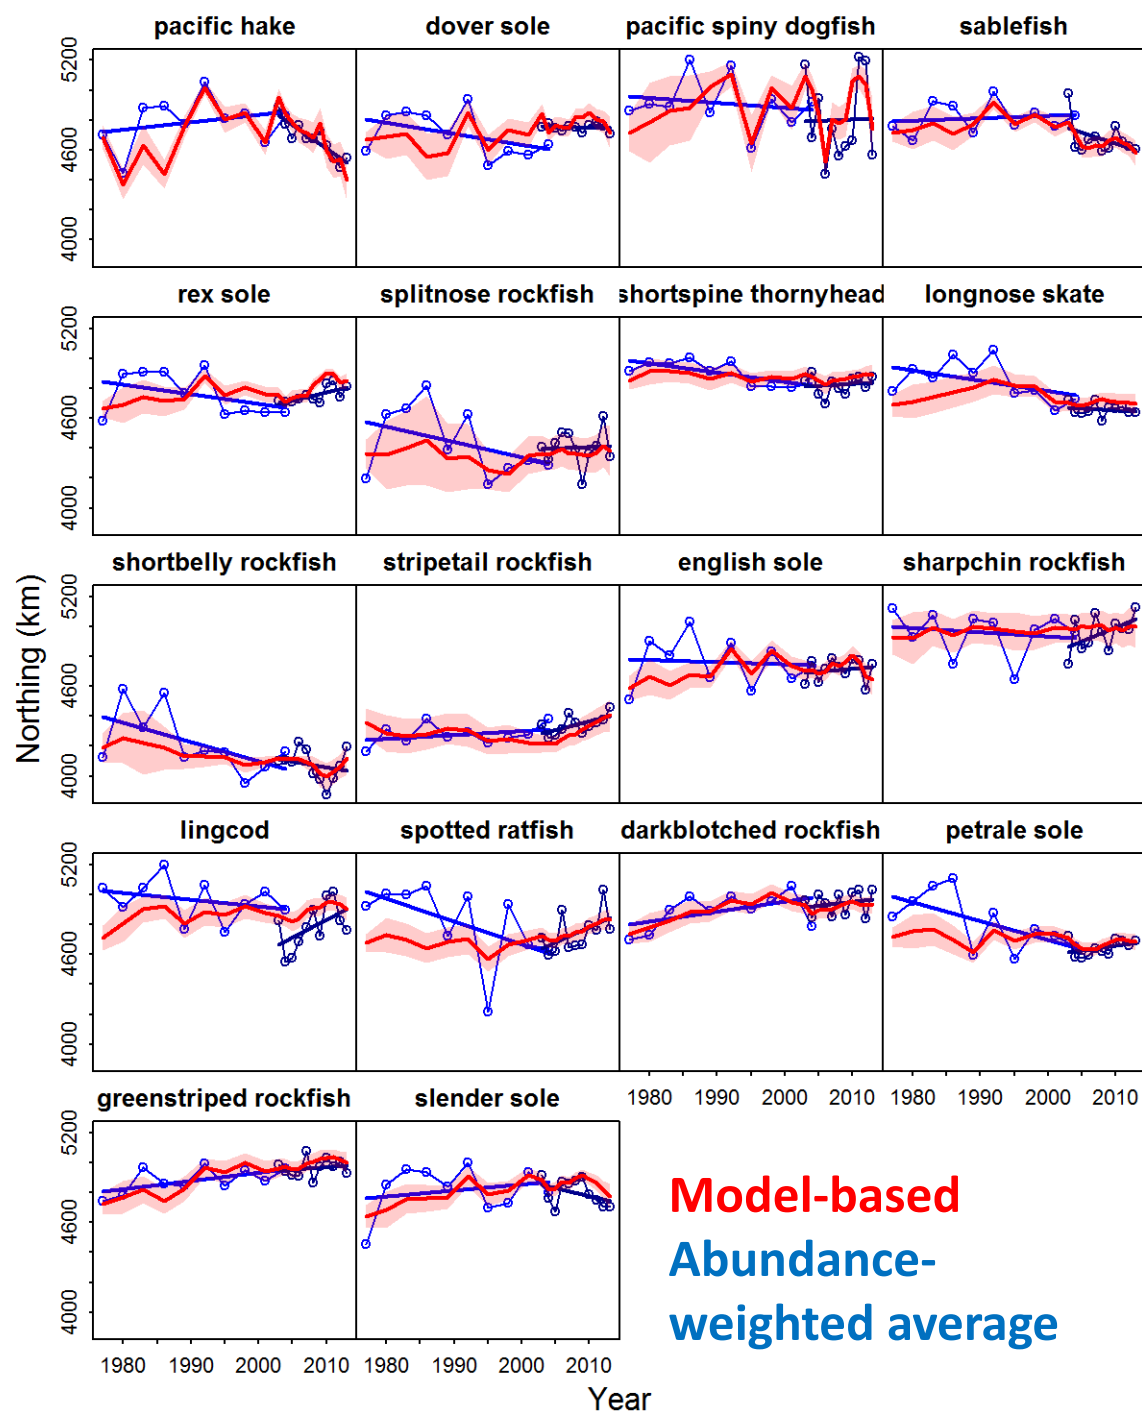 pacific hake dover sole pacific spiny dogfish sablefish
5200
4600
4000
rex sole splitnose rockfish shortspine thornyhead longnose skate
5200
4600
4000
shortbelly rockfish stripetail rockfish english sole sharpchin rockfish
5200
4600
4000
Northing (km)
lingcod spotted ratfish darkblotched rockfish petrale sole
5200
4600
4000
1980 1990 2000 2010 1980 1990 2000 2010
greenstriped rockfish slender sole
5200
4600
4000
1980 1990 2000 2010 1980 1990 2000 2010
Year
Model-based
Abundance-
weighted average